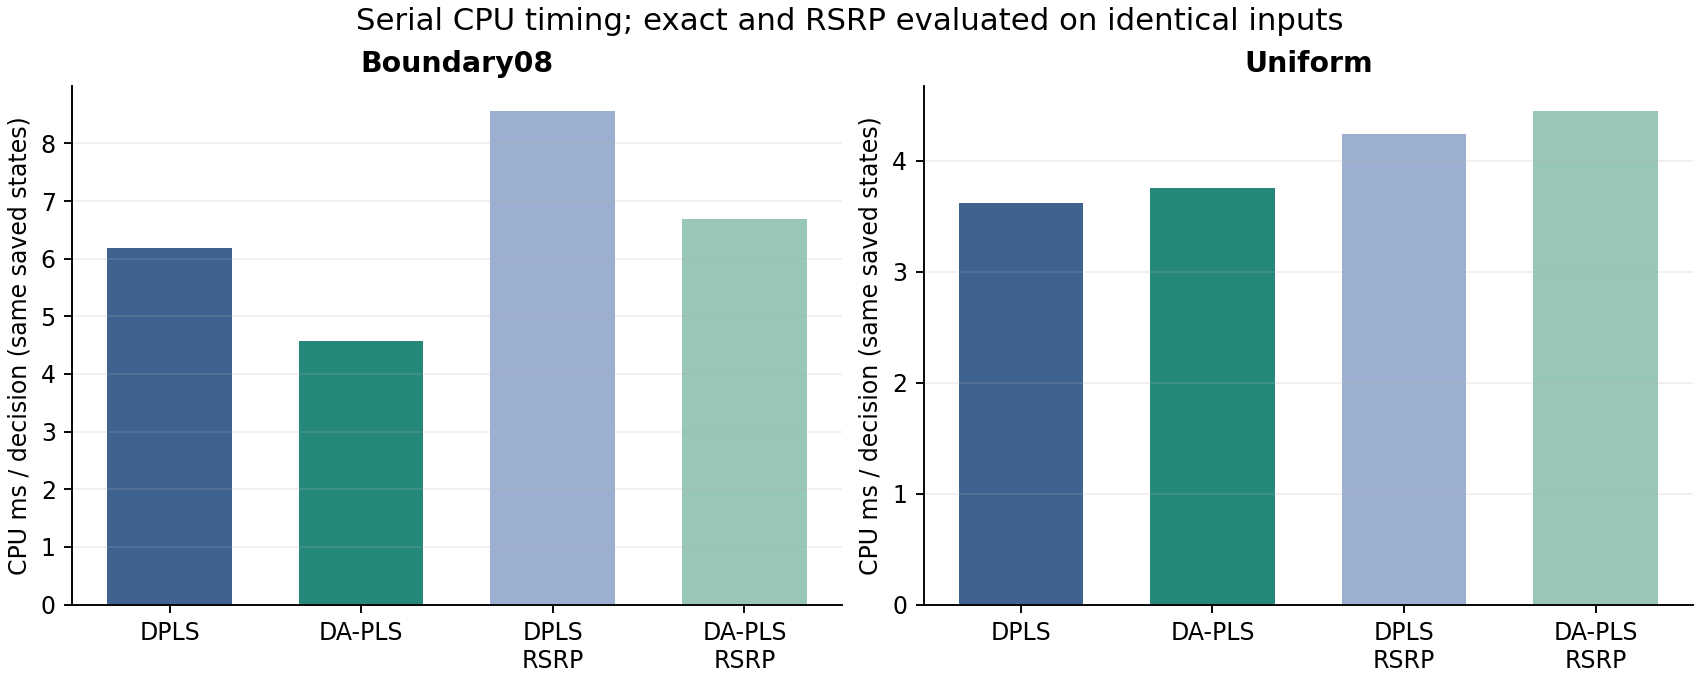 Serial CPU timing; exact and RSRP evaluated on identical inputs
Boundary08
CPU ms / decision (same saved states)
8
7
6
5
4
3
2
1
0
DPLS
DA-PLS
DPLS
RSRP
DA-PLS
RSRP
Uniform
CPU ms / decision (same saved states)
4
3
2
1
0
DPLS
DA-PLS
DPLS
RSRP
DA-PLS
RSRP